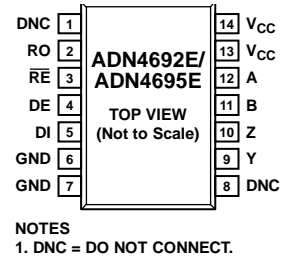 DNC 1 14 VCC
RO 2 ADN4692E/ 13 VCC
RE 3 ADN4695E 12 A
DE 4 TOP VIEW 11 B
DI 5 (Not to Scale) 10 Z
GND 6 9 Y
GND 7 8 DNC
NOTES
1. DNC = DO NOT CONNECT.